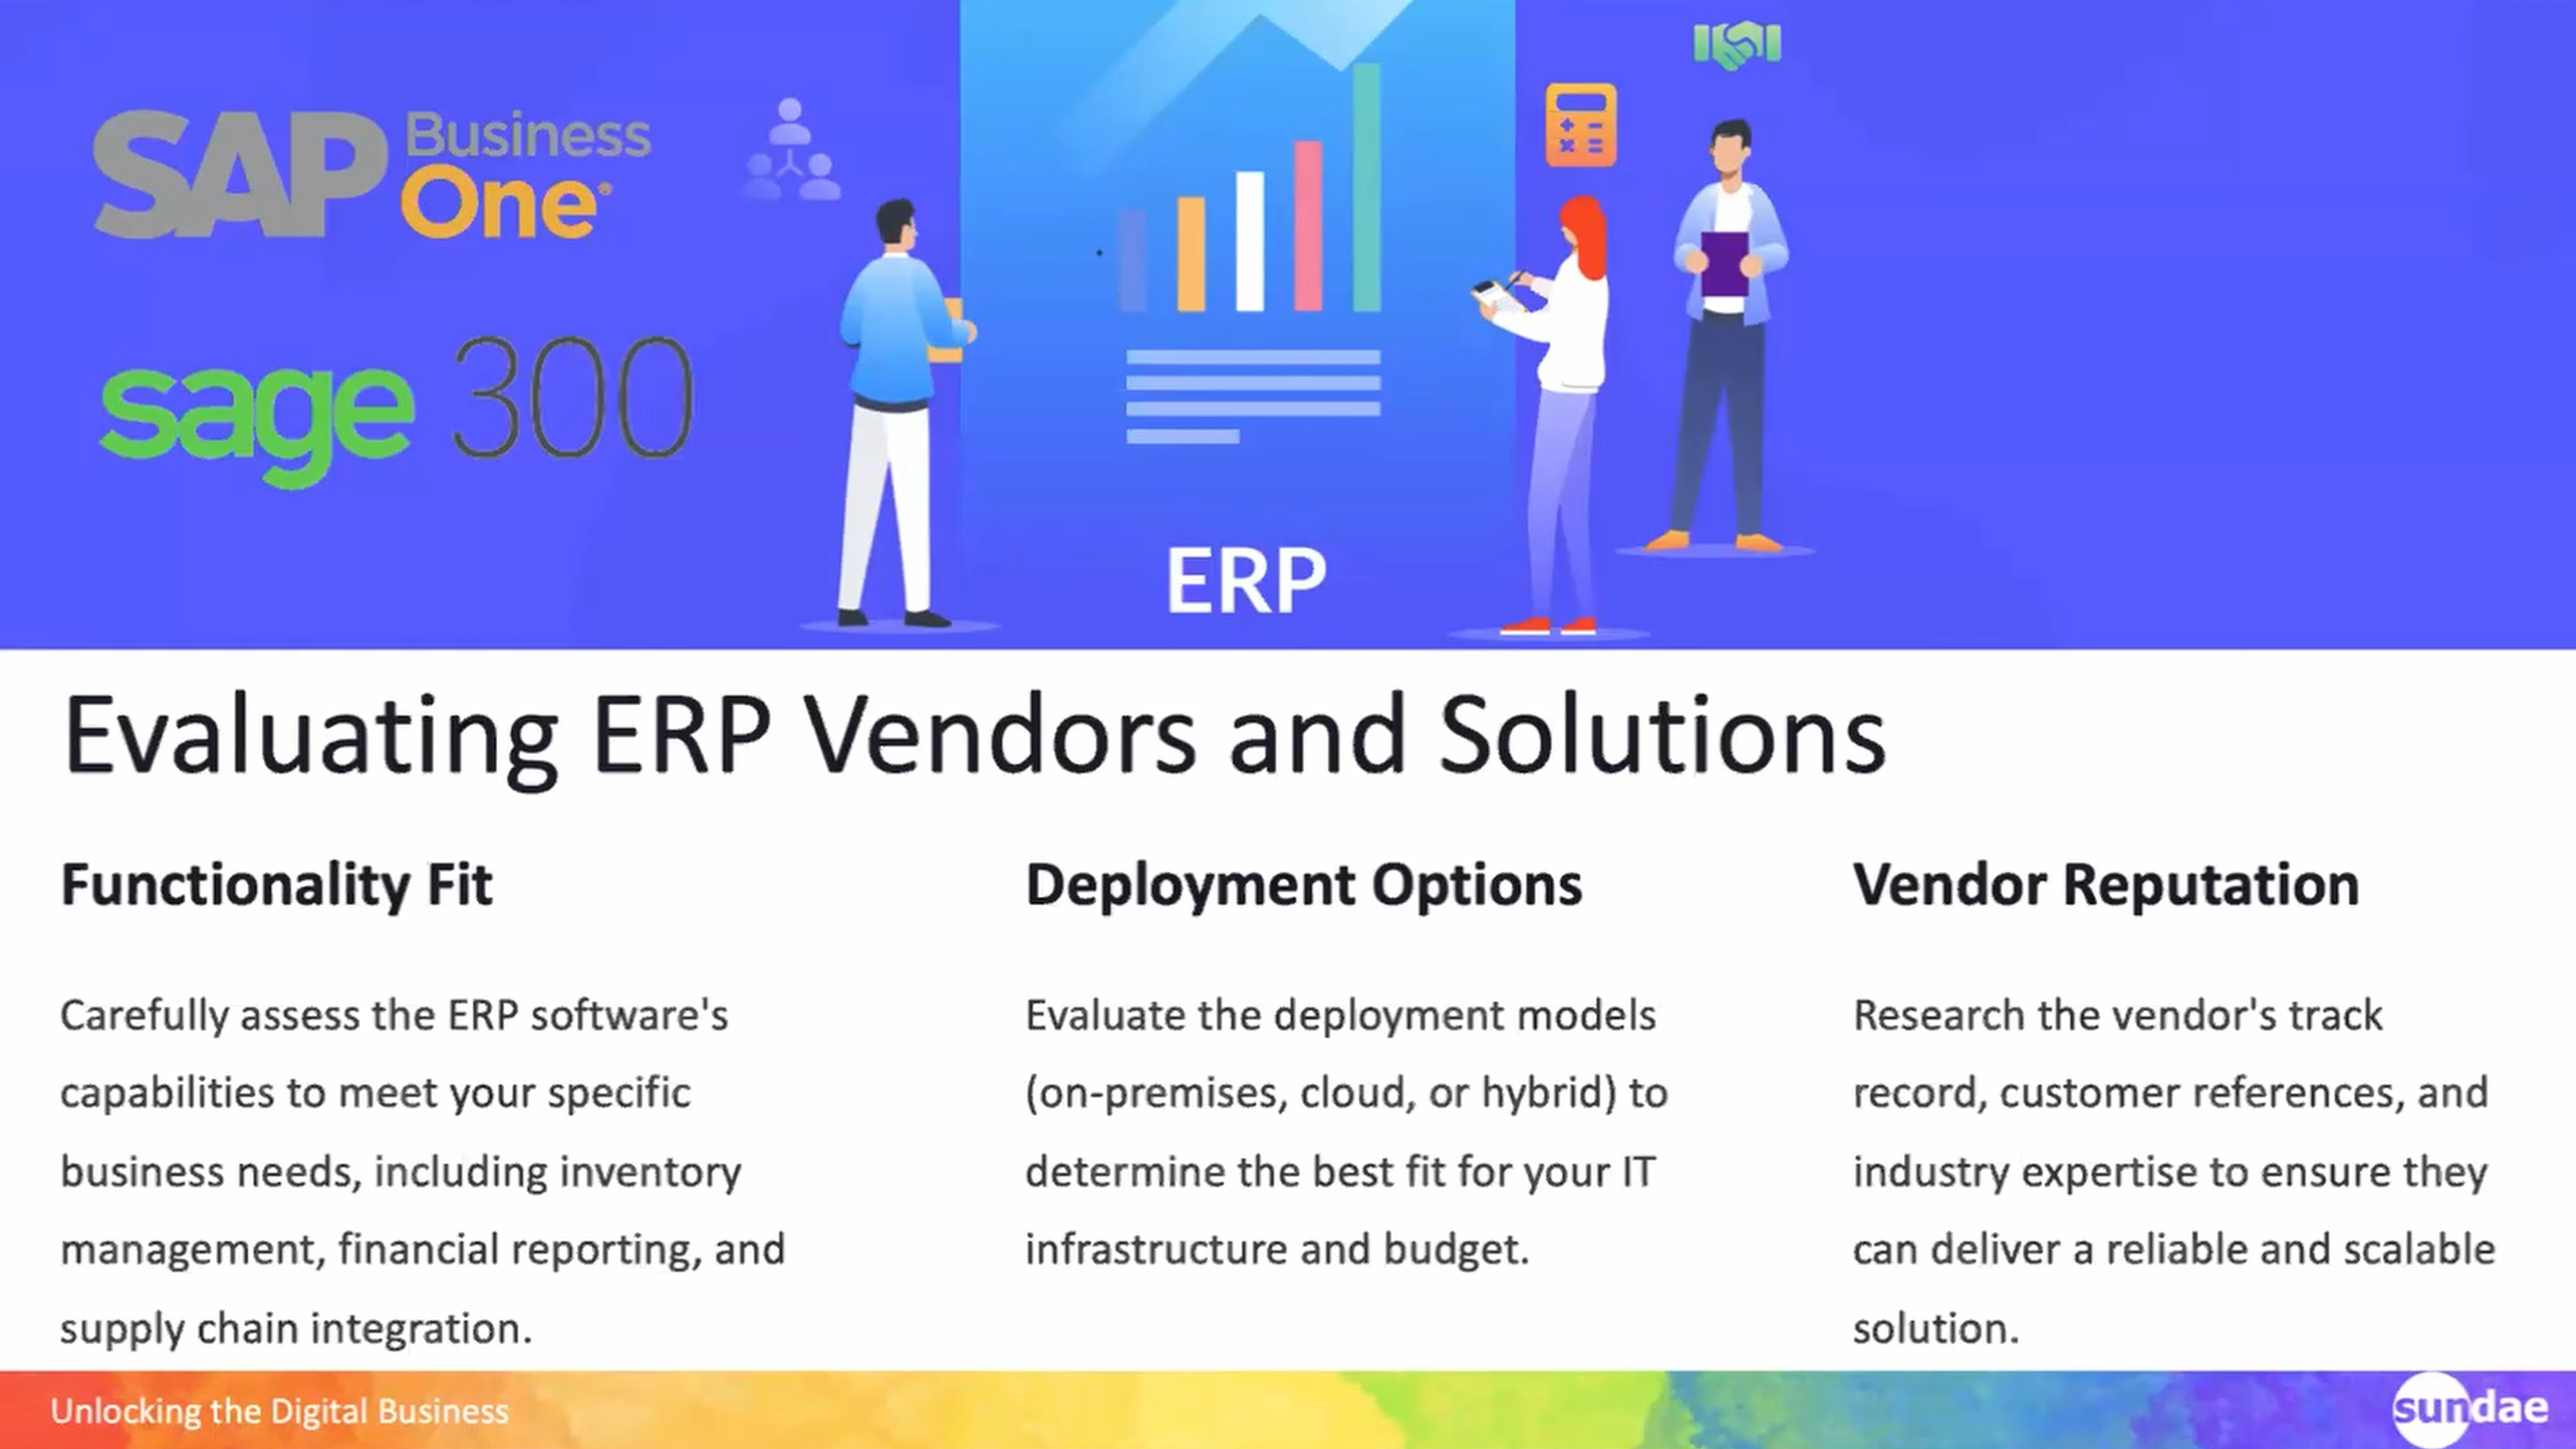 SAP Business One®
sage 300
ERP
Evaluating ERP Vendors and Solutions
Functionality Fit
Carefully assess the ERP software's
capabilities to meet your specific
business needs, including inventory
management, financial reporting, and
supply chain integration.
Deployment Options
Evaluate the deployment models
(on-premises, cloud, or hybrid) to
determine the best fit for your IT
infrastructure and budget.
Vendor Reputation
Research the vendor's track
record, customer references, and
industry expertise to ensure they
can deliver a reliable and scalable
solution.
Unlocking the Digital Business
sundae